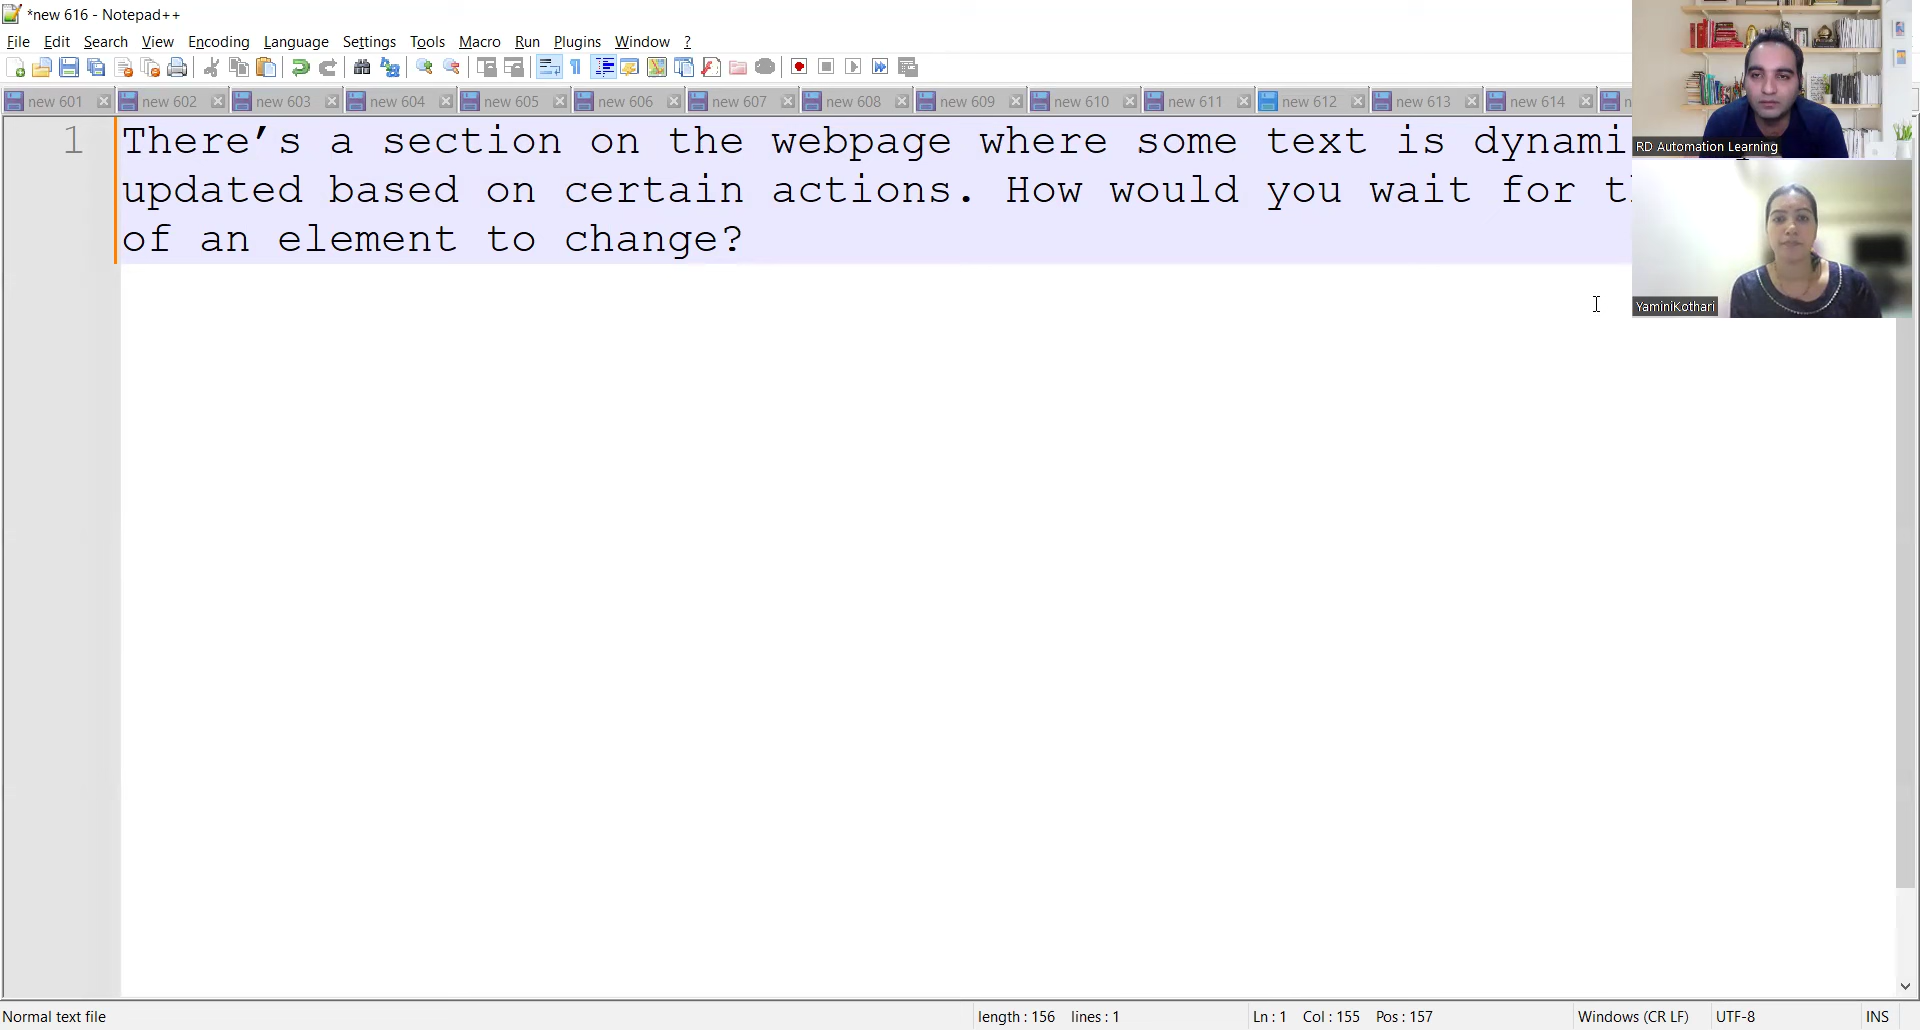 *new 616 - Notepad++
File Edit Search View Encoding Language Settings Tools Macro Run Plugins Window ?
new 601 new 602 new 603 new 604 new 605 new 606 new 607 new 608 new 609 new 610 new 611 new 612 new 613 new 614
1 There’s a section on the webpage where some text is
updated based on certain actions. How would you wait for
of an element to change?
RD Automation Learning
YaminiKothari
Normal text file length : 156 lines : 1 Ln : 1 Col : 155 Pos : 157 Windows (CR LF) UTF-8 INS